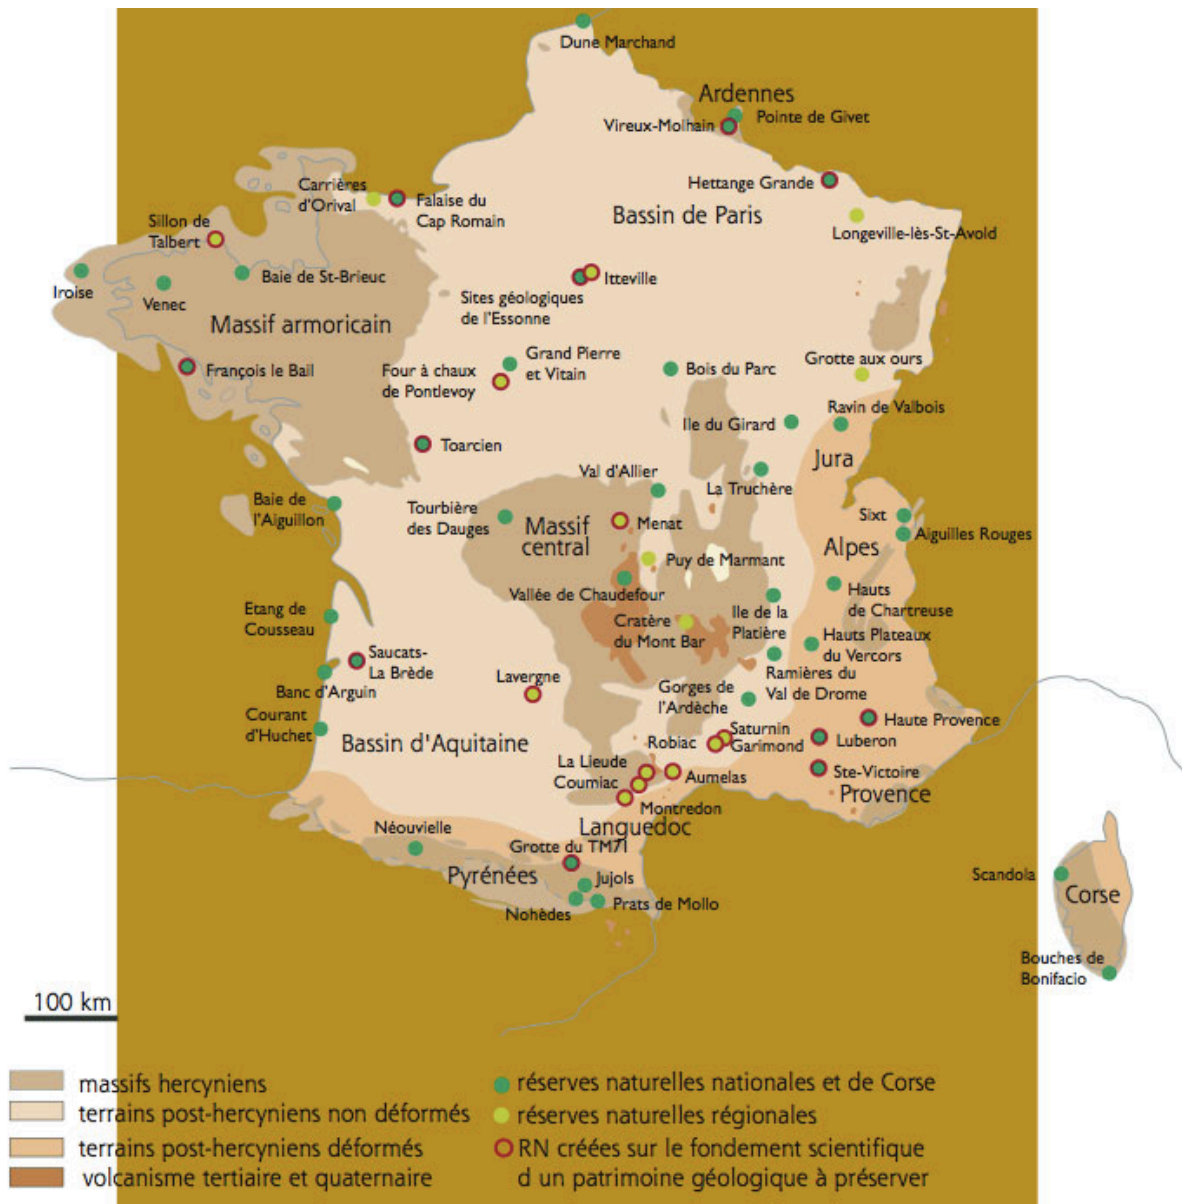 Dune Marchand
Ardennes
Pointe de Givet
Vireux-Molhain
Hettange Grande
Carrières
d'Orival
Falaise du
Cap Romain
Bassin de Paris
Longeville-lès-St-Avold
Sillon de
Talbert
Iroise
Venec
Baie de St-Brieuc
Itteville
Sites géologiques
de l'Essonne
Massif armoricain
François le Bail
Four à chaux
de Pontlevoy
Grand Pierre
et Vitain
Bois du Parc
Grotte aux ours
Ile du Girard
Ravin de Valbois
Toarcien
Jura
Val d'Allier
La Truchère
Baie de
l'Aiguillon
Tourbière
des Dauges
Massif
central
Menat
Sixt
Aiguilles Rouges
Alpes
Puy de Marmant
Vallée de Chaudefour
Hauts
de Chartreuse
Etang de
Cousseau
Cratère
du Mont Bar
Ile de la
Platière
Hauts Plateaux
du Vercors
Saucats-
La Brède
Banc d'Arguin
Lavergne
Gorges de
l'Ardèche
Ramières du
Val de Drome
Courant
d'Huchet
Bassin d'Aquitaine
Robiac
Saturnin
Garimond
Haute Provence
Luberon
La Lieude
Coumiac
Aumelas
Ste-Victoire
Provence
Montredon
Languedoc
Néouvielle
Grotte du TM71
Pyrénées
Jujols
Nohèdes
Prats de Mollo
Scandola
Corse
Bouches de
Bonifacio
100 km
massifs hercyniens
terrains post-hercyniens non déformés
terrains post-hercyniens déformés
volcanisme tertiaire et quaternaire
réserves naturelles nationales et de Corse
réserves naturelles régionales
RN créées sur le fondement scientifique
d un patrimoine géologique à préserver